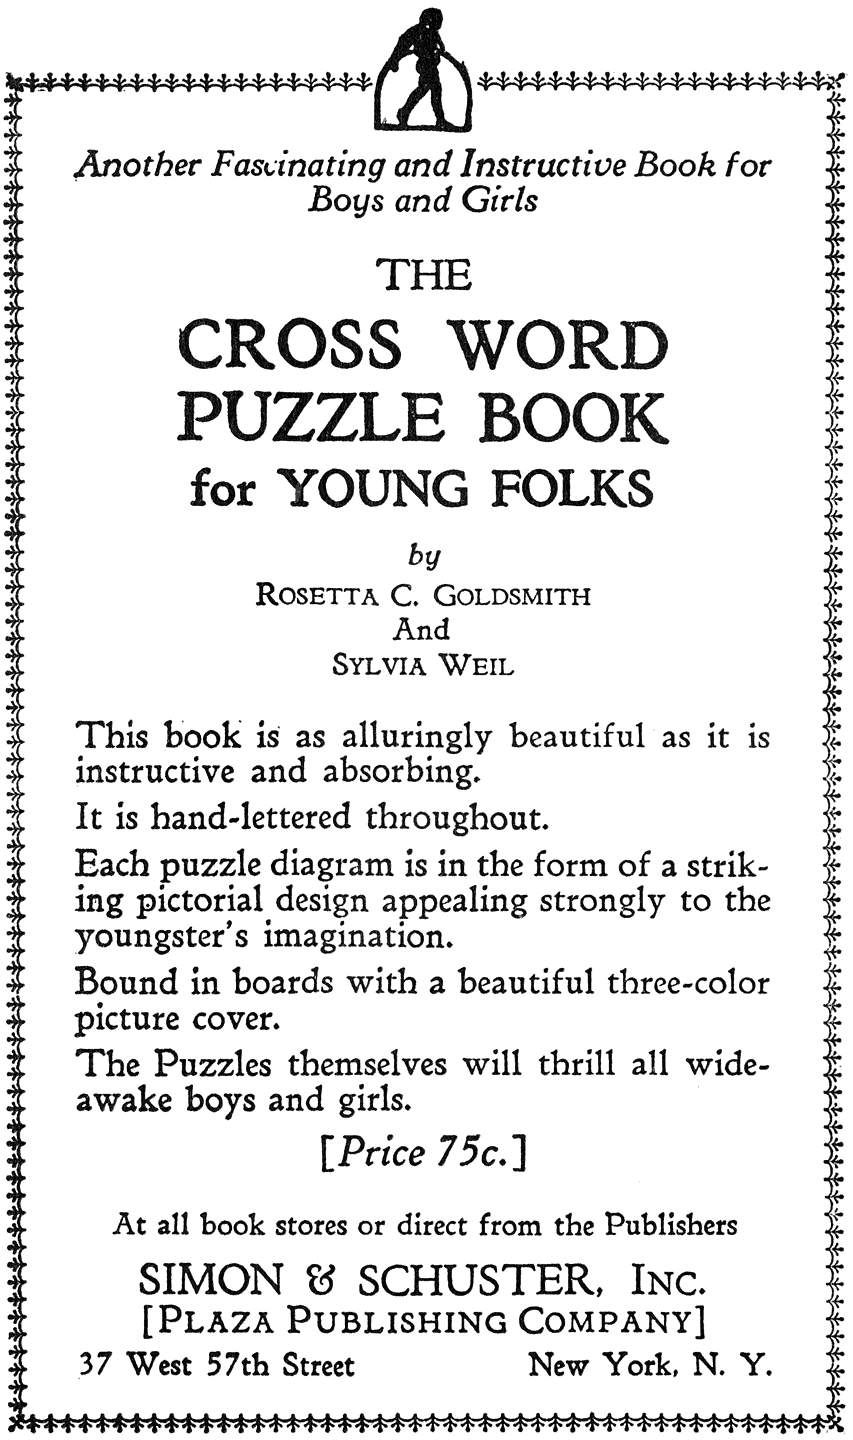 Another Fascinating and Instructive Book for
Boys and Girls
THE
CROSS WORD
PUZZLE BOOK
for YOUNG FOLKS
by
ROSETTA C. GOLDSMITH
And
SYLVIA WEIL
This book is as alluringly beautiful as it is
instructive and absorbing.
It is hand-lettered throughout.
Each puzzle diagram is in the form of a strik-
ing pictorial design appealing strongly to the
youngster's imagination.
Bound in boards with a beautiful three-color
picture cover.
The Puzzles themselves will thrill all wide-
awake boys and girls.
[Price 75c.]
At all book stores or direct from the Publishers
SIMON & SCHUSTER, INC.
[PLAZA PUBLISHING COMPANY]
37 West 57th Street New York, N. Y.